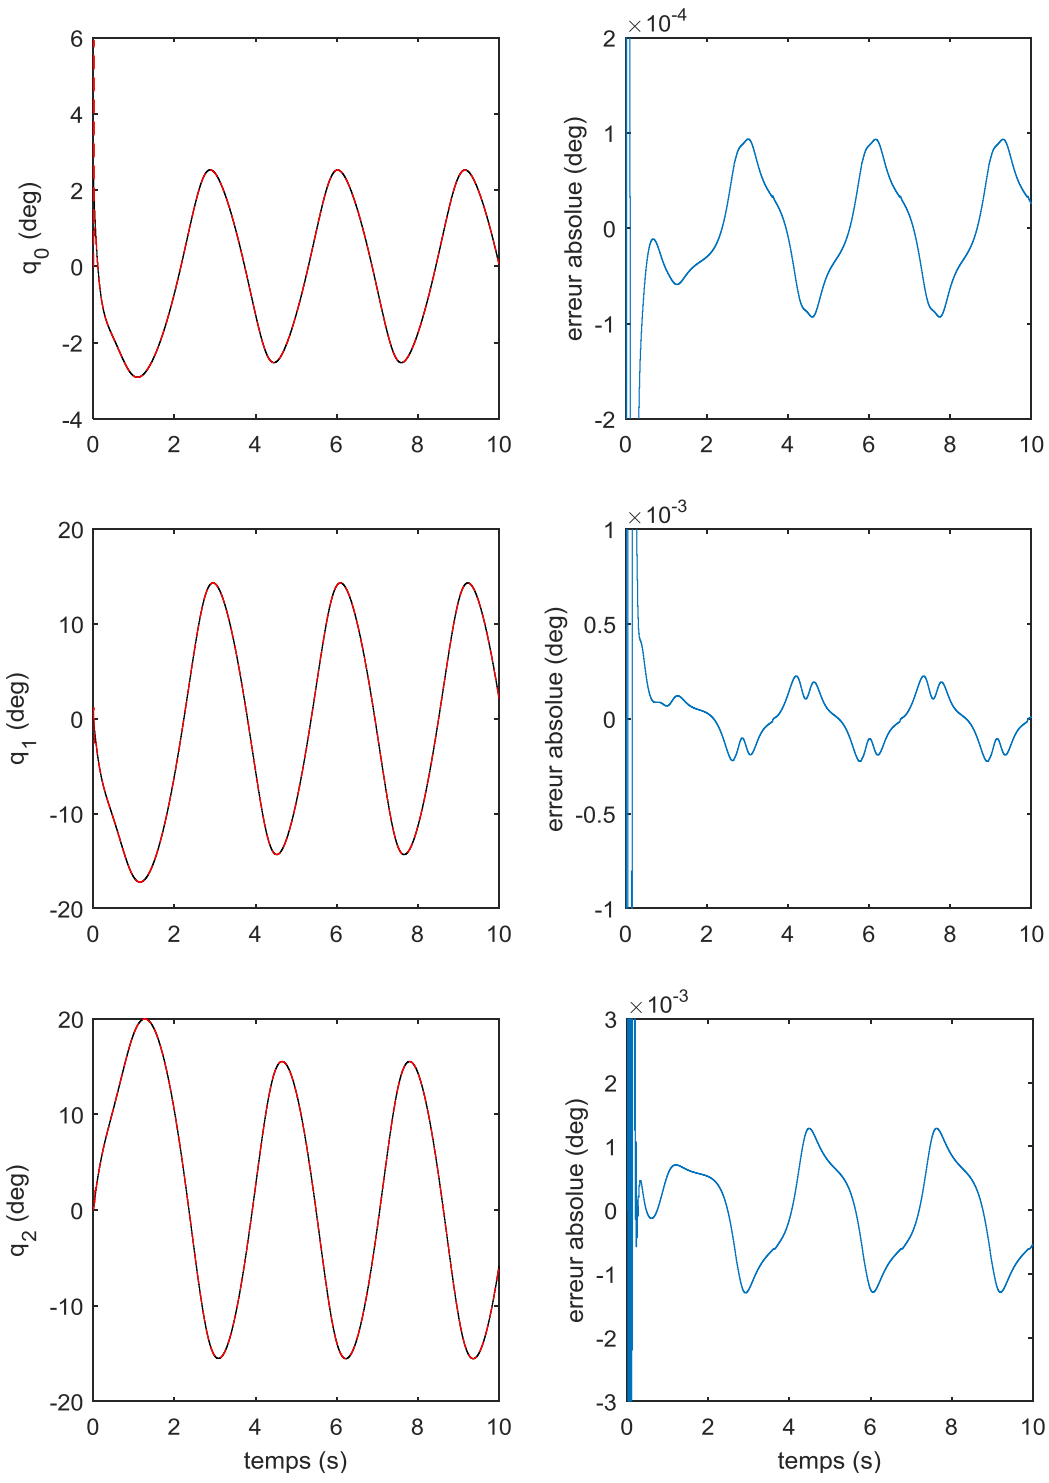 6
4
2
0
-2
-4
q0 (deg)
0 2 4 6 8 10
×10-4
2
1
0
-1
-2
erreur absolue (deg)
0 2 4 6 8 10
20
10
0
-10
-20
q1 (deg)
0 2 4 6 8 10
×10-3
1
0.5
0
-0.5
-1
erreur absolue (deg)
0 2 4 6 8 10
20
10
0
-10
-20
q2 (deg)
0 2 4 6 8 10
temps (s)
×10-3
3
2
1
0
-1
-2
-3
erreur absolue (deg)
0 2 4 6 8 10
temps (s)